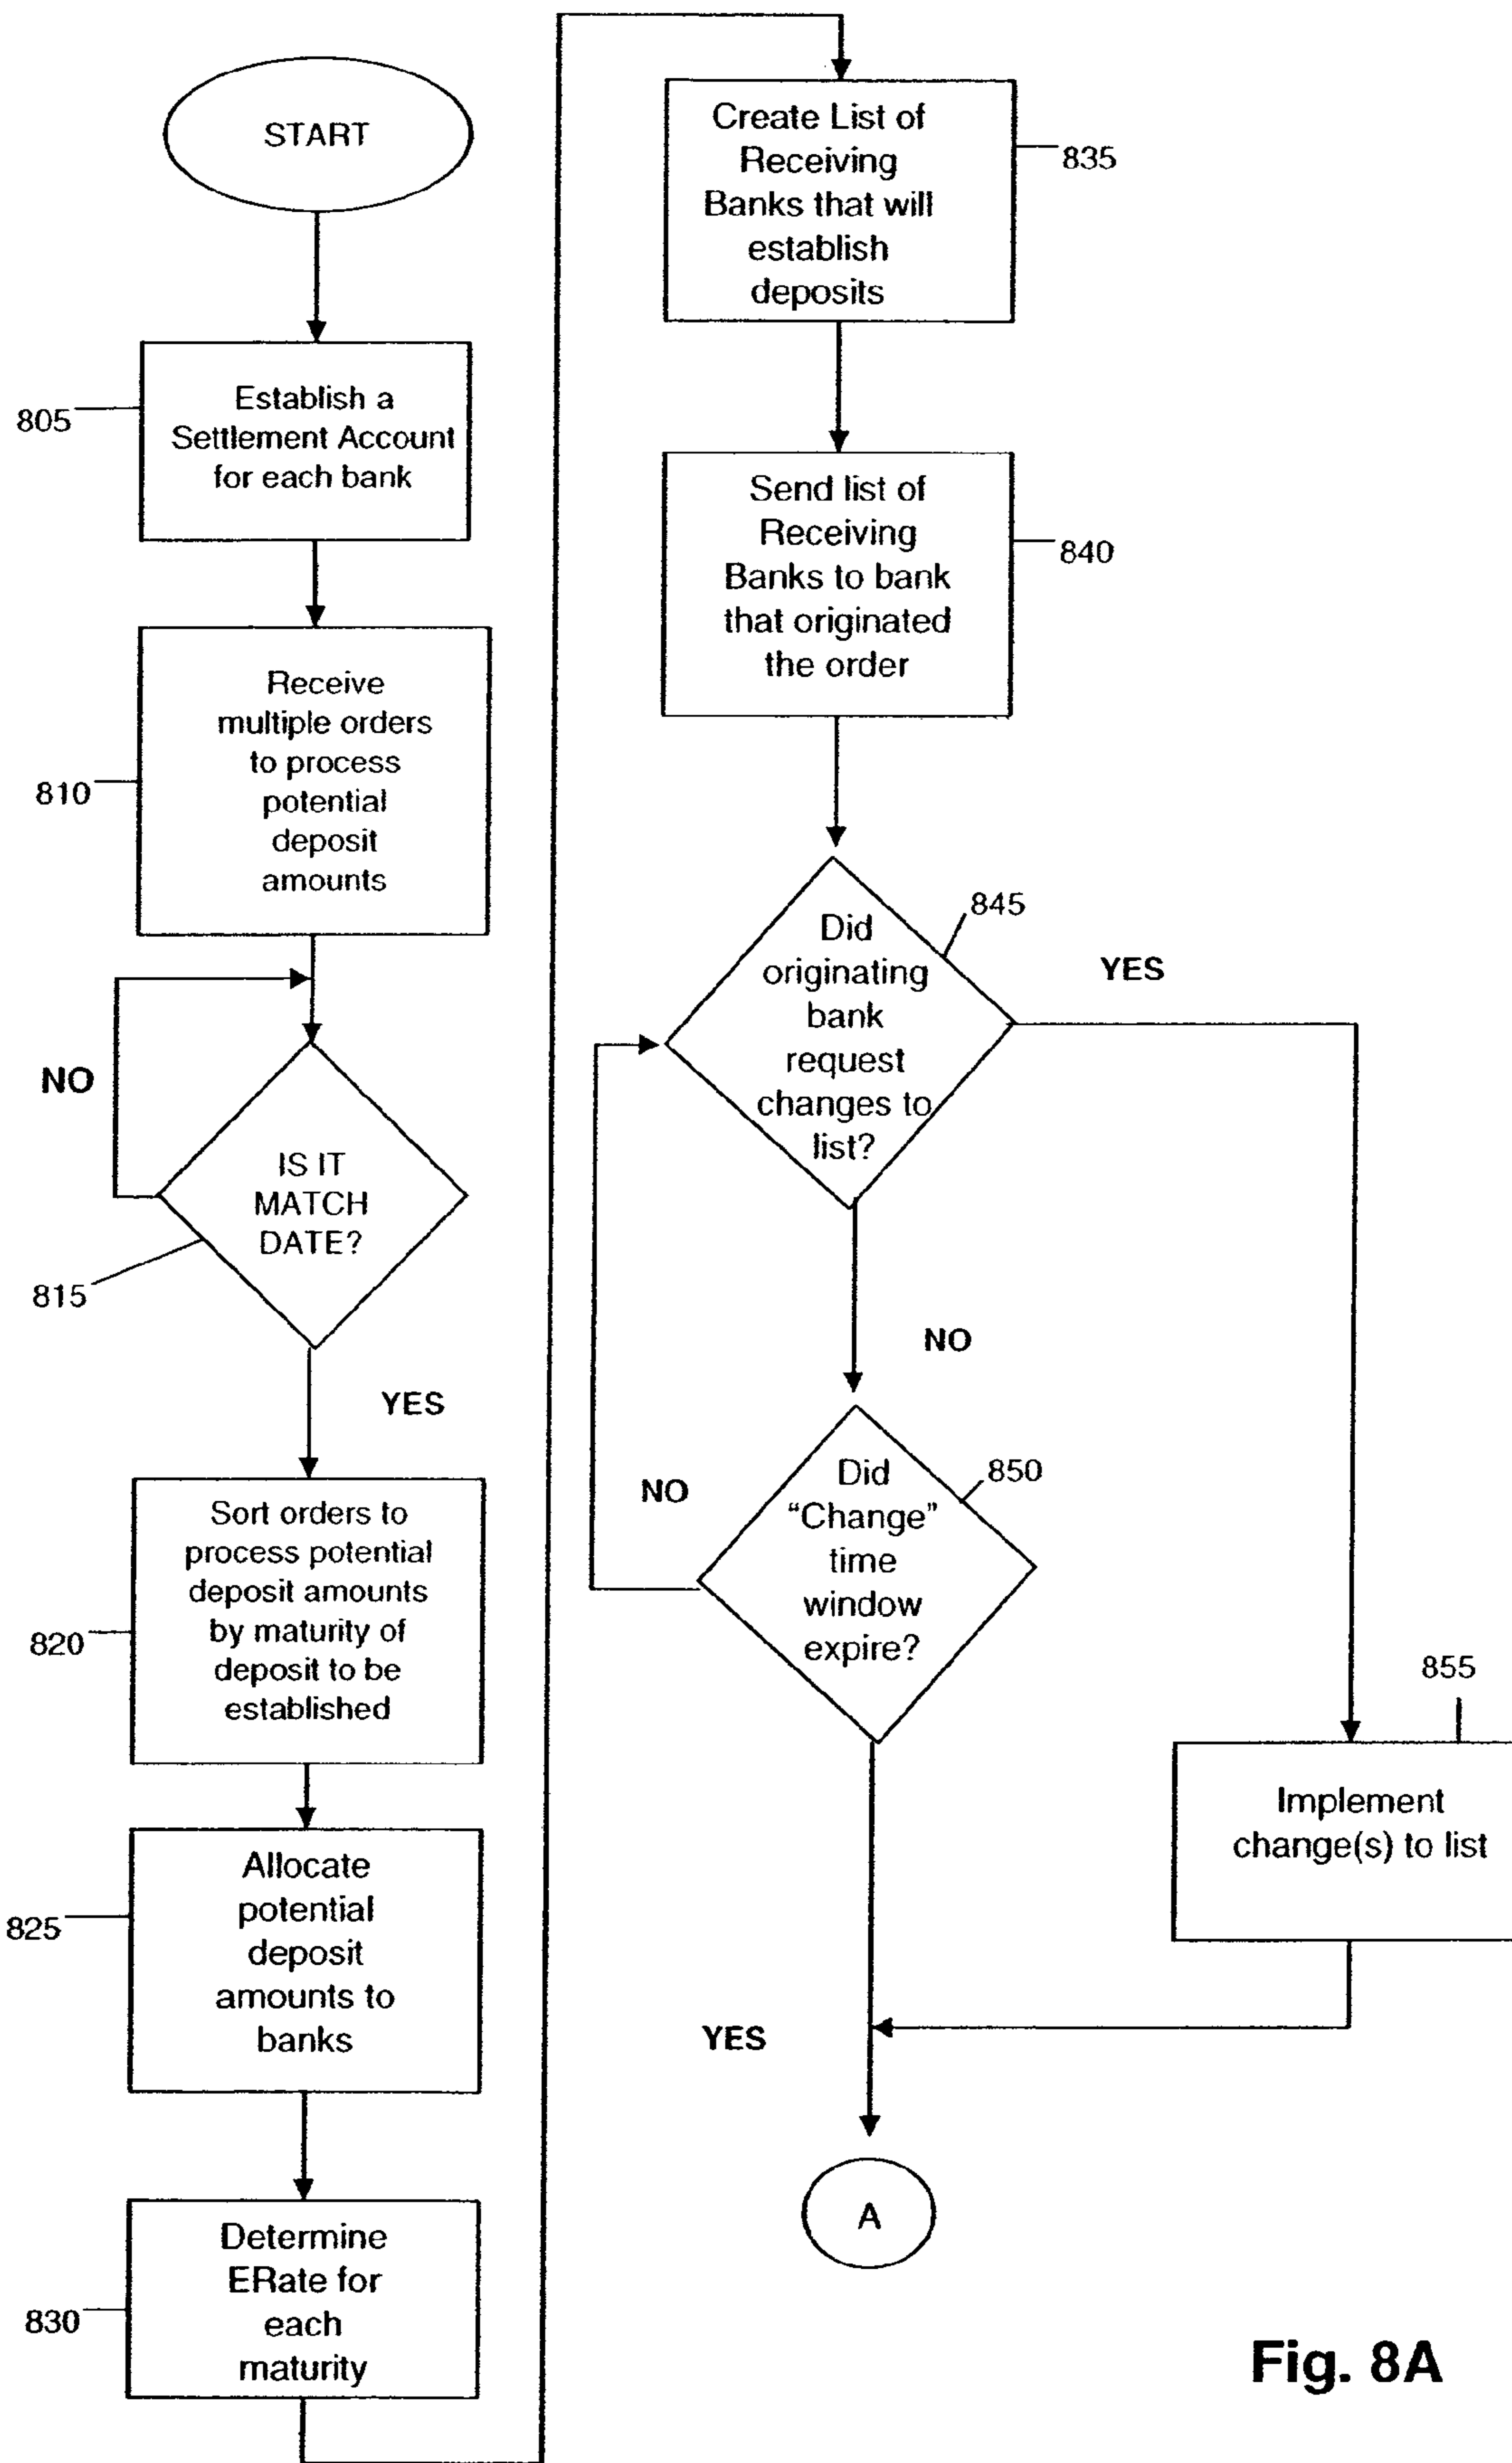 START
805
Establish a
Settlement Account
for each bank
810
Receive
multiple orders
to process
potential
deposit
amounts
NO
IS IT
MATCH
DATE?
815
YES
820
Sort orders to
process potential
deposit amounts
by maturity of
deposit to be
established
825
Allocate
potential
deposit
amounts to
banks
830
Determine
ERate for
each
maturity
Create List of
Receiving
Banks that will
establish
deposits
835
Send list of
Receiving
Banks to bank
that originated
the order
840
Did
originating
bank
request
changes to
list?
845
YES
NO
Did
“Change”
time
window
expire?
850
NO
855
Implement
change(s) to list
YES
A
Fig. 8A